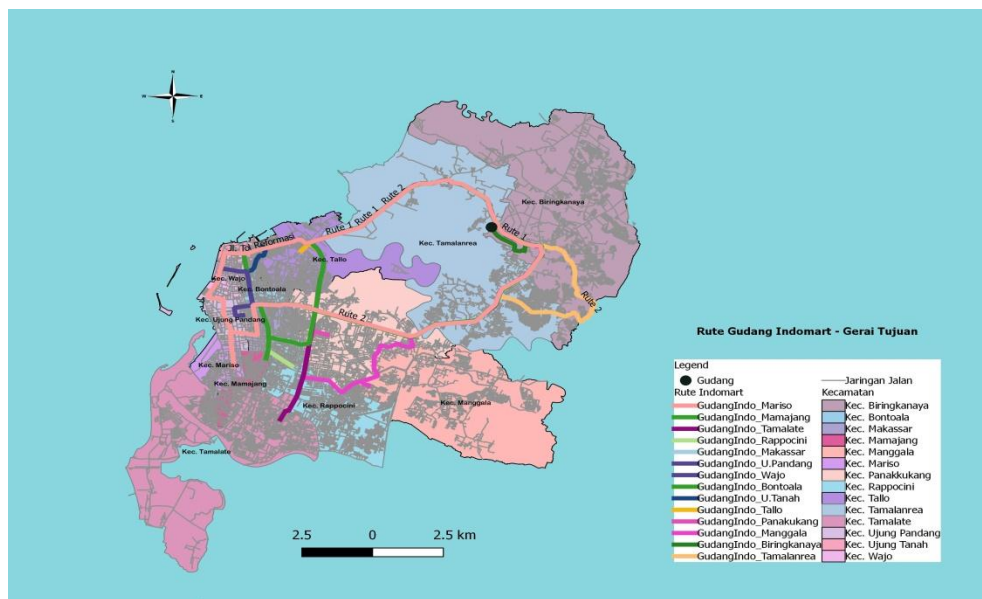 N
W
E
S
Kec. Biringkanaya
Rute 2
Rute 1
Rute 1
Rute 1
Kec. Tamalanrea
Jl. Tol Reformasi
Kec. Tallo
Kec. Wajo
Kec. Bontoala
Rute 2
Kec. Ujung Pandang
Rute 2
Kec. Mariso
Kec. Mamajang
Kec. Rappocini
Kec. Manggala
Kec. Tamalate
2.5 0 2.5 km
Rute Gudang Indomart - Gerai Tujuan
Legend
Gudang
Rute Indomart
GudangIndo_Mariso
GudangIndo_Mamajang
GudangIndo_Tamalate
GudangIndo_Rappocini
GudangIndo_Makassar
GudangIndo_U.Pandang
GudangIndo_Wajo
GudangIndo_Bontoala
GudangIndo_U.Tanah
GudangIndo_Tallo
GudangIndo_Panakukang
GudangIndo_Manggala
GudangIndo_Biringkanaya
GudangIndo_Tamalanrea
Jaringan Jalan
Kecamatan
Kec. Biringkanaya
Kec. Bontoala
Kec. Makassar
Kec. Mamajang
Kec. Manggala
Kec. Mariso
Kec. Panakkukang
Kec. Rappocini
Kec. Tallo
Kec. Tamalanrea
Kec. Tamalate
Kec. Ujung Pandang
Kec. Ujung Tanah
Kec. Wajo